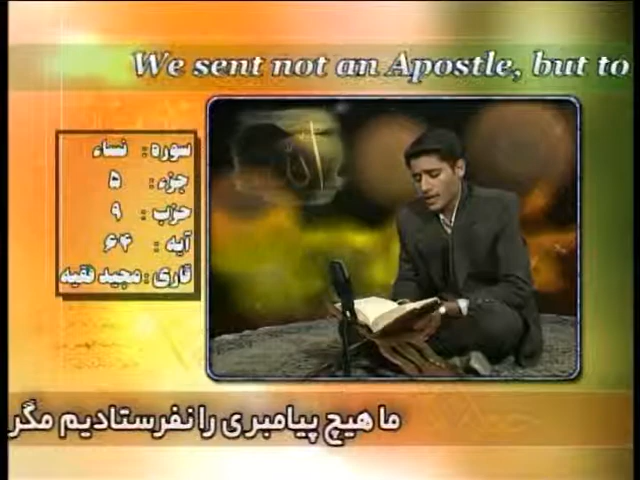 We sent not an Apostle, but to
سوره : نساء
جزء : ۵
حزب : ۹
آیه : ۶۴
قاری : مجید فقیه
ما هیچ پیامبری را نفرستادیم مگر